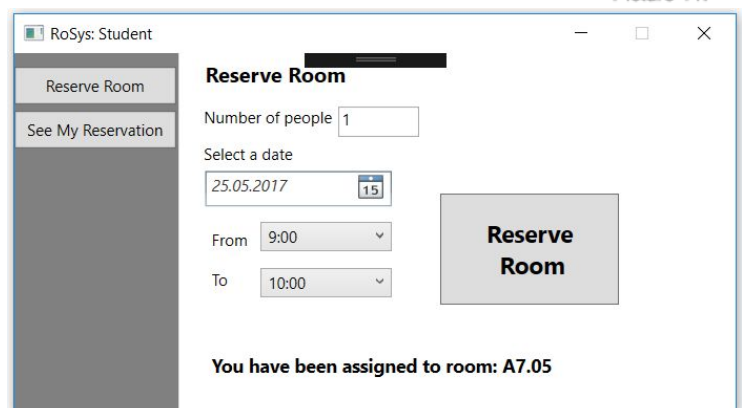 RoSys: Student
Reserve Room
See My Reservation
Reserve Room
Number of people 1
Select a date
25.05.2017 15
From 9:00
To 10:00
Reserve
Room
You have been assigned to room: A7.05